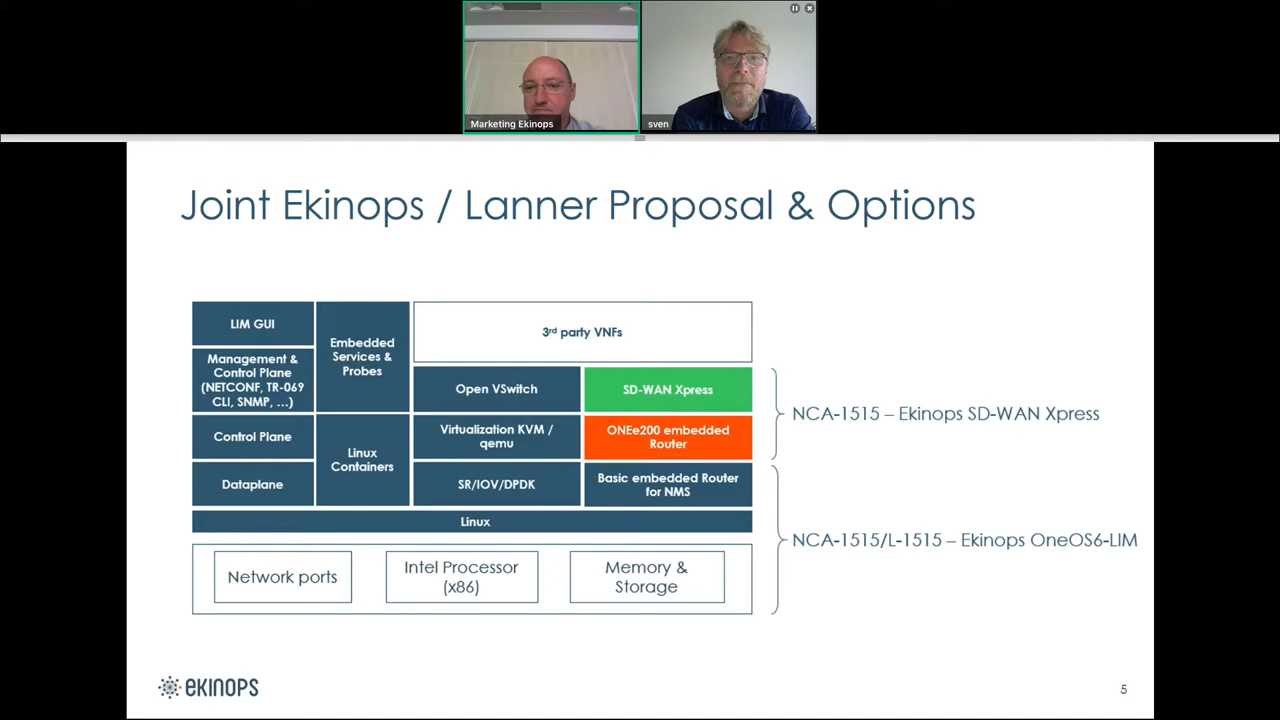 Marketing Ekinops
sven
Joint Ekinops / Lanner Proposal & Options
LIM GUI
Management &
Control Plane
(NETCONF, TR-069
CLI, SNMP, ...)
Control Plane
Dataplane
Embedded
Services &
Probes
Linux
Containers
3rd party VNFs
Open VSwitch
SD-WAN Xpress
Virtualization KVM /
qemu
ONEe200 embedded
Router
SR/IOV/DPDK
Basic embedded Router
for NMS
Linux
Network ports
Intel Processor
(x86)
Memory &
Storage
NCA-1515 – Ekinops SD-WAN Xpress
NCA-1515/L-1515 – Ekinops OneOS6-LIM
ekinops
5